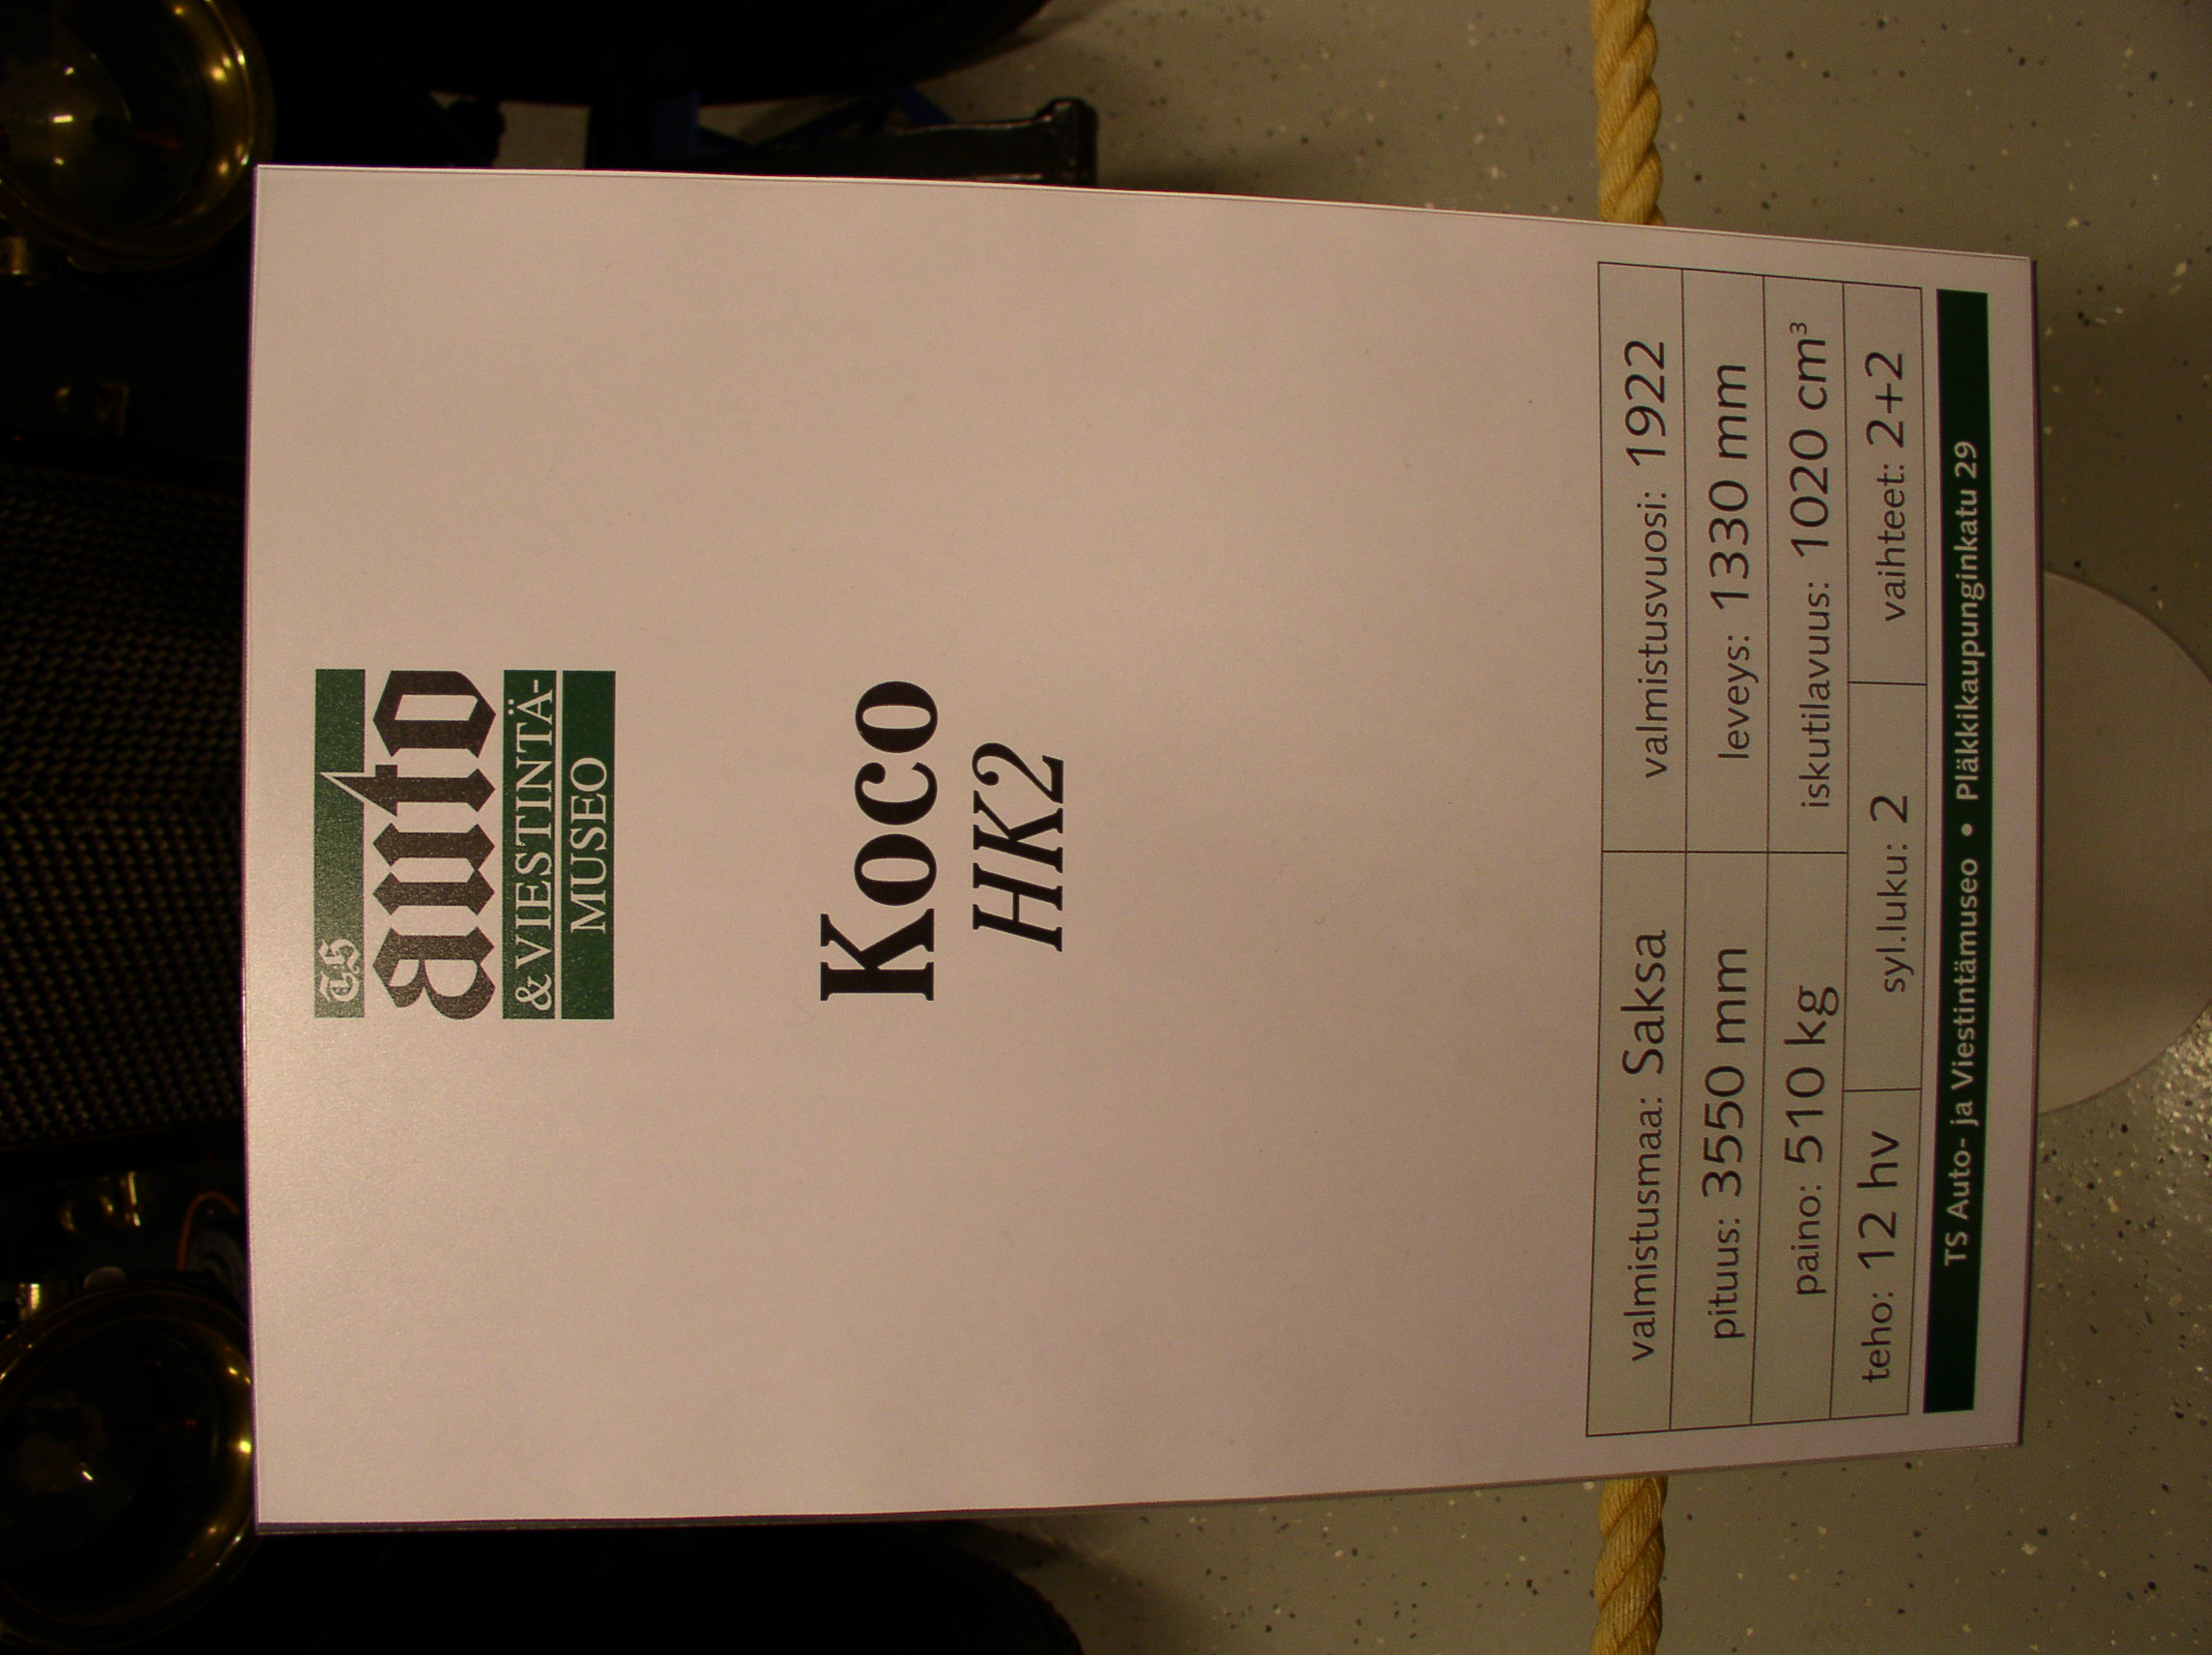 TS
auto
& VIESTINTÄ-
MUSEO
Koco
HK2
valmistusmaa: Saksa valmistusvuosi: 1922
pituus: 3550 mm leveys: 1330 mm
paino: 510 kg iskutilavuus: 1020 cm³
teho: 12 hv syl.luku: 2 vaihteet: 2+2
TS Auto- ja Viestintämuseo • Pläkkikaupunginkatu 29